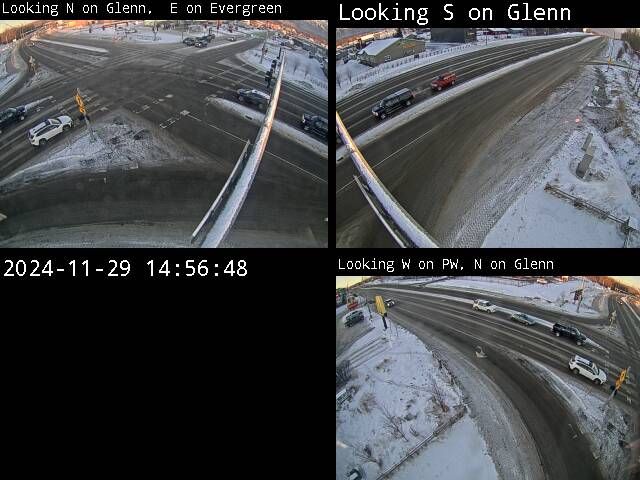 Looking N on Glenn,  E on Evergreen
Looking S on Glenn
2024-11-29 14:56:48
Looking W on PW, N on Glenn